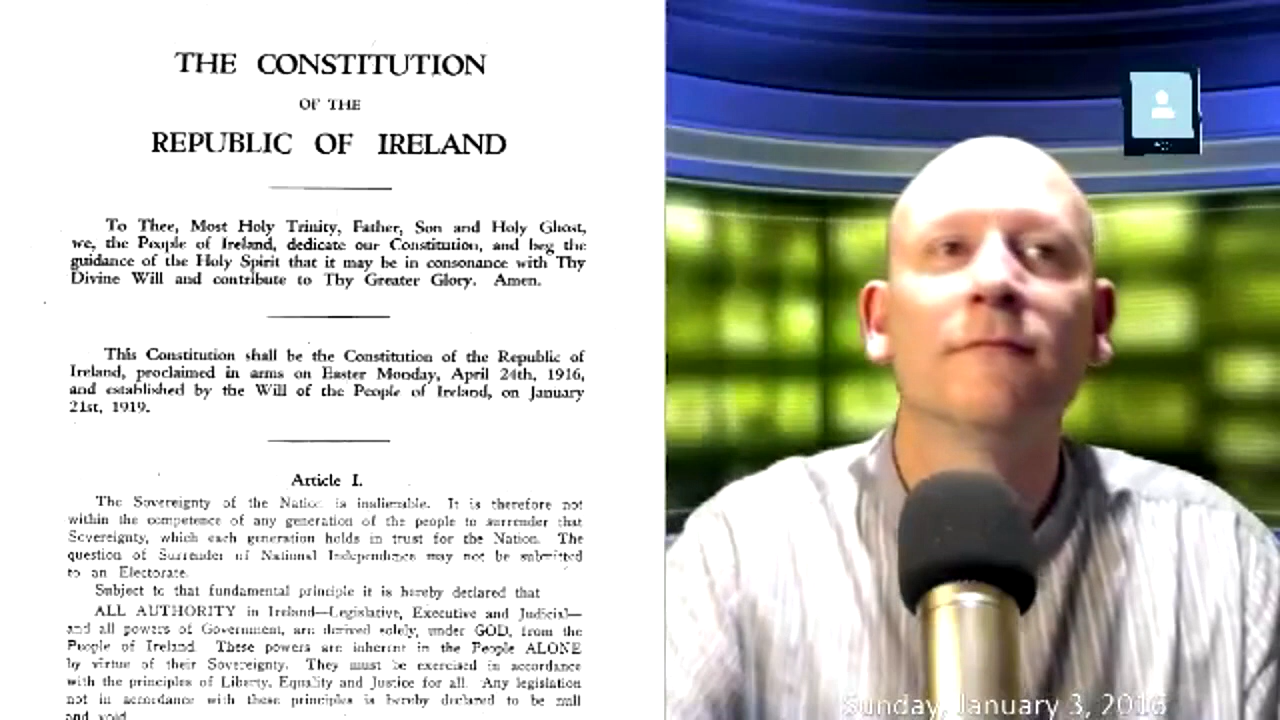 THE CONSTITUTION
OF THE
REPUBLIC OF IRELAND
To Thee, Most Holy Trinity, Father, Son and Holy Ghost,
we, the People of Ireland, dedicate our Constitution, and beg the
guidance of the Holy Spirit that it may be in consonance with Thy
Divine Will and contribute to Thy Greater Glory. Amen.
This Constitution shall be the Constitution of the Republic of
Ireland, proclaimed in arms on Easter Monday, April 24th, 1916,
and established by the Will of the People of Ireland, on January
21st, 1919.
Article I.
The Sovereignty of the Nation is inalienable. It is therefore not
within the competence of any generation of the people to surrender that
Sovereignty, which each generation holds in trust for the Nation. The
question of Surrender of National Independence may not be submitted
to an Electorate.
Subject to that fundamental principle it is hereby declared that
ALL AUTHORITY in Ireland—Legislative, Executive and Judicial—
and all powers of Government, are derived solely, under GOD, from the
People of Ireland. These powers are inherent in the People ALONE
by virtue of their Sovereignty. They must be exercised in accordance
with the principles of Liberty, Equality and Justice for all. Any legislation
not in accordance with these principles is hereby declared to be null
and void
Sunday, January 3, 2016